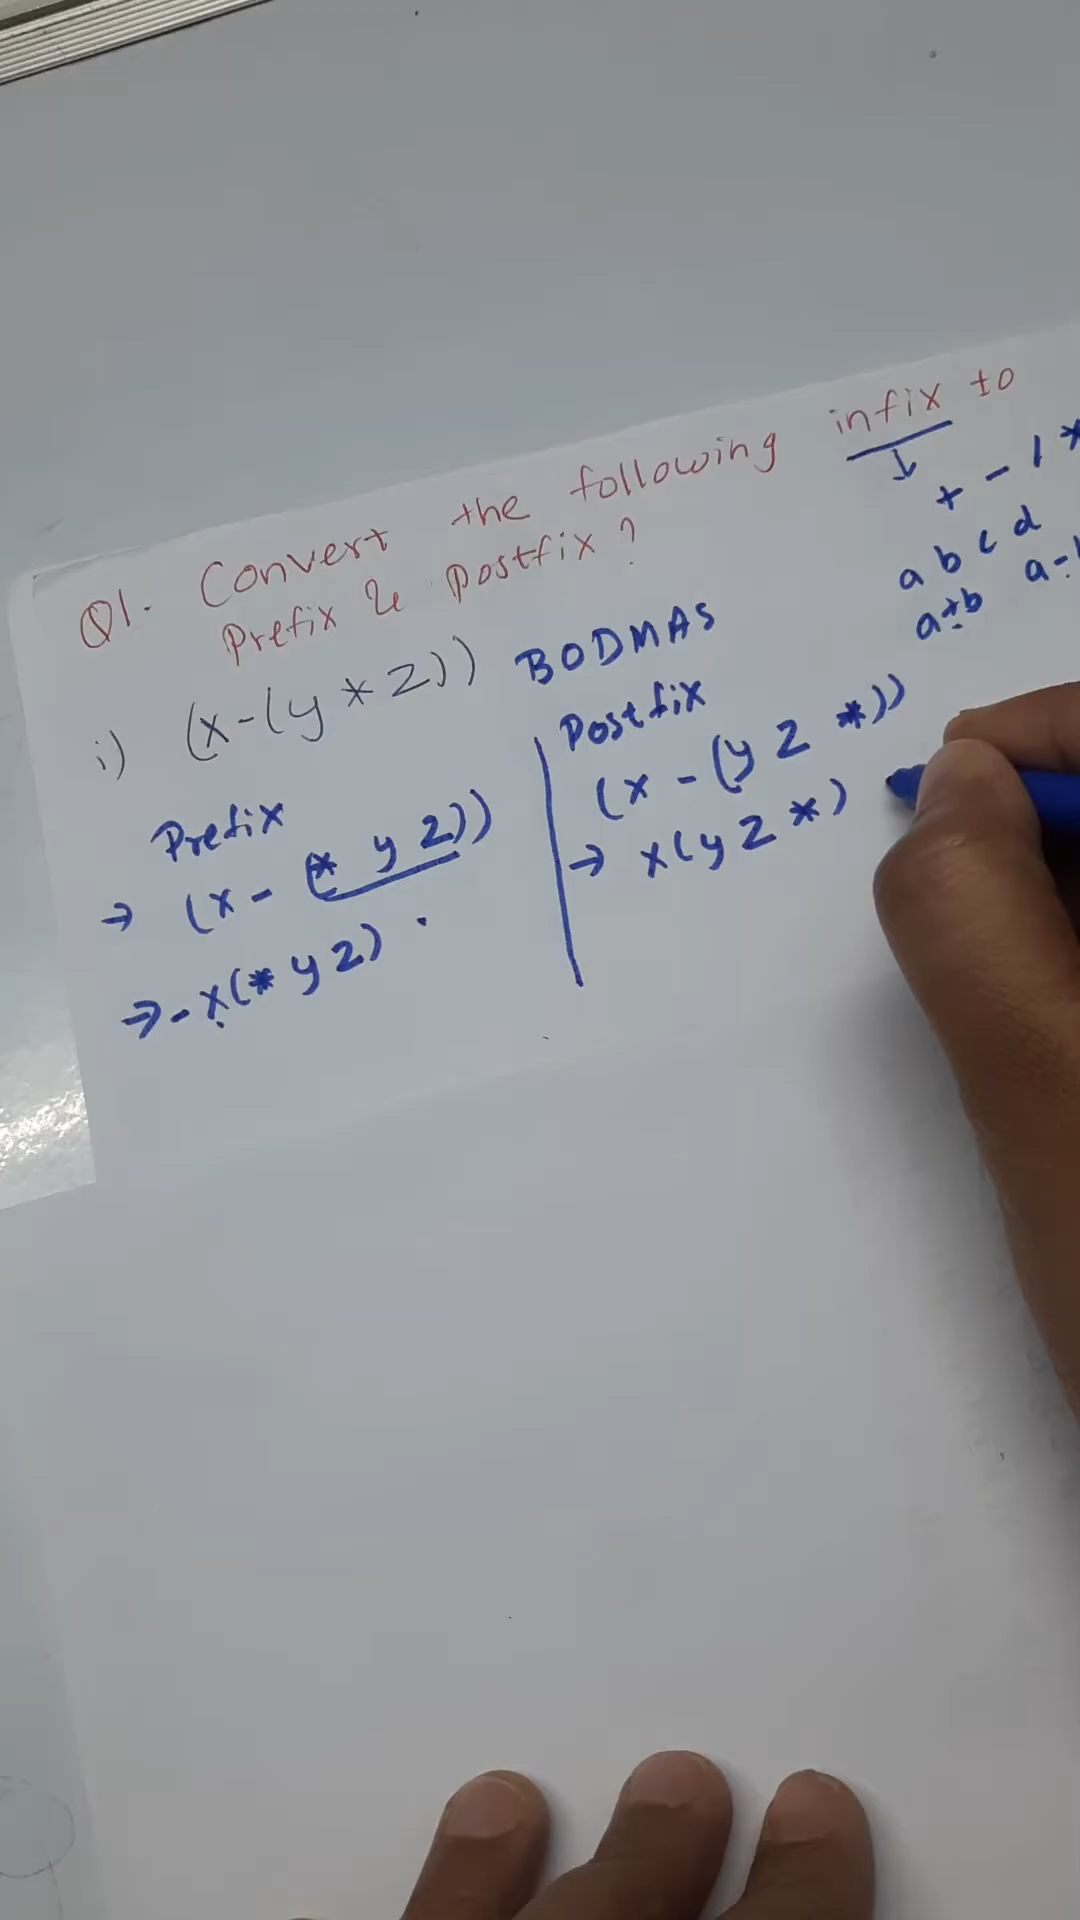 Q1. Convert the following infix to
Prefix & postfix?
↓
+ - / *
a b c d
a+b a-b
i) (x-(y*z)) BODMAS
Prefix
→ (x - (* y z))
→ - x(* y z) .
Postfix
(x - (y z *))
→ x(y z *)